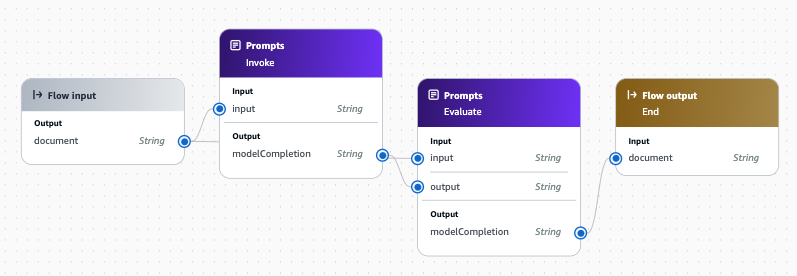 Flow input
Output
document String
Prompts
Invoke
Input
input String
Output
modelCompletion String
Prompts
Evaluate
Input
input String
output String
Output
modelCompletion String
Flow output
End
Input
document String